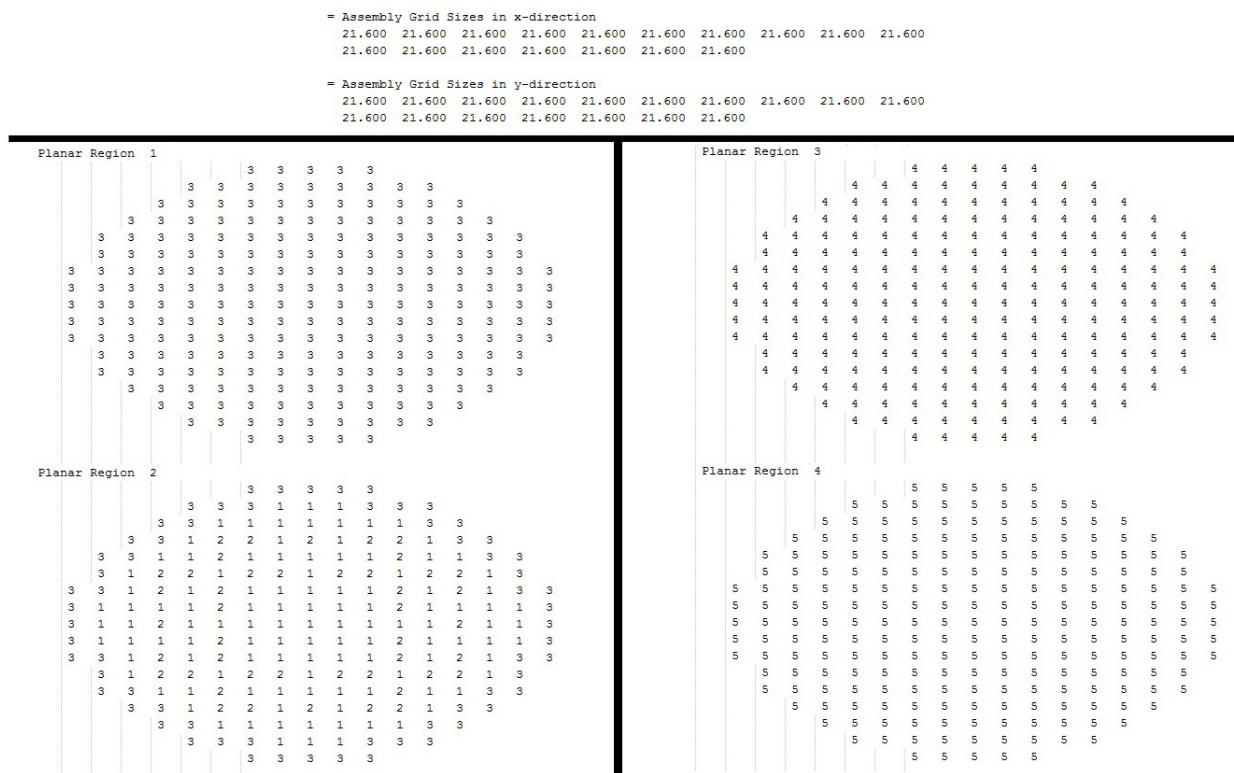 = Assembly Grid Sizes in x-direction
21.600 21.600 21.600 21.600 21.600 21.600 21.600 21.600 21.600 21.600
21.600 21.600 21.600 21.600 21.600 21.600 21.600
= Assembly Grid Sizes in y-direction
21.600 21.600 21.600 21.600 21.600 21.600 21.600 21.600 21.600 21.600
21.600 21.600 21.600 21.600 21.600 21.600 21.600
Planar Region 1
3 3 3 3 3
3 3 3 3 3 3 3 3 3
3 3 3 3 3 3 3 3 3 3 3
3 3 3 3 3 3 3 3 3 3 3 3 3
3 3 3 3 3 3 3 3 3 3 3 3 3 3 3
3 3 3 3 3 3 3 3 3 3 3 3 3 3 3
3 3 3 3 3 3 3 3 3 3 3 3 3 3 3 3 3
3 3 3 3 3 3 3 3 3 3 3 3 3 3 3 3 3
3 3 3 3 3 3 3 3 3 3 3 3 3 3 3 3 3
3 3 3 3 3 3 3 3 3 3 3 3 3 3 3 3 3
3 3 3 3 3 3 3 3 3 3 3 3 3 3 3 3 3
3 3 3 3 3 3 3 3 3 3 3 3 3 3 3
3 3 3 3 3 3 3 3 3 3 3 3 3 3 3
3 3 3 3 3 3 3 3 3 3 3 3 3
3 3 3 3 3 3 3 3 3 3 3
3 3 3 3 3 3 3 3 3
3 3 3 3 3
Planar Region 2
3 3 3 3 3
3 3 3 1 1 1 3 3 3
3 3 1 1 1 1 1 1 1 3 3
3 3 1 2 2 1 2 1 2 2 1 3 3
3 3 1 1 2 1 1 1 1 1 2 1 1 3 3
3 1 2 2 1 2 2 1 2 2 1 2 2 1 3
3 3 1 2 1 2 1 1 1 1 1 2 1 2 1 3 3
3 1 1 1 1 2 1 1 1 1 1 2 1 1 1 1 3
3 1 1 2 1 1 1 1 1 1 1 1 1 2 1 1 3
3 1 1 1 1 2 1 1 1 1 1 2 1 1 1 1 3
3 3 1 2 1 2 1 1 1 1 1 2 1 2 1 3 3
3 1 2 2 1 2 2 1 2 2 1 2 2 1 3
3 3 1 1 2 1 1 1 1 1 2 1 1 3 3
3 3 1 2 2 1 2 1 2 2 1 3 3
3 3 1 1 1 1 1 1 1 3 3
3 3 3 1 1 1 3 3 3
3 3 3 3 3
Planar Region 3
4 4 4 4 4
4 4 4 4 4 4 4 4 4
4 4 4 4 4 4 4 4 4 4 4
4 4 4 4 4 4 4 4 4 4 4 4 4
4 4 4 4 4 4 4 4 4 4 4 4 4 4 4
4 4 4 4 4 4 4 4 4 4 4 4 4 4 4
4 4 4 4 4 4 4 4 4 4 4 4 4 4 4 4 4
4 4 4 4 4 4 4 4 4 4 4 4 4 4 4 4 4
4 4 4 4 4 4 4 4 4 4 4 4 4 4 4 4 4
4 4 4 4 4 4 4 4 4 4 4 4 4 4 4 4 4
4 4 4 4 4 4 4 4 4 4 4 4 4 4 4 4 4
4 4 4 4 4 4 4 4 4 4 4 4 4 4 4
4 4 4 4 4 4 4 4 4 4 4 4 4 4 4
4 4 4 4 4 4 4 4 4 4 4 4 4
4 4 4 4 4 4 4 4 4 4 4
4 4 4 4 4 4 4 4 4
4 4 4 4 4
Planar Region 4
5 5 5 5 5
5 5 5 5 5 5 5 5 5
5 5 5 5 5 5 5 5 5 5 5
5 5 5 5 5 5 5 5 5 5 5 5 5
5 5 5 5 5 5 5 5 5 5 5 5 5 5 5
5 5 5 5 5 5 5 5 5 5 5 5 5 5 5
5 5 5 5 5 5 5 5 5 5 5 5 5 5 5 5 5
5 5 5 5 5 5 5 5 5 5 5 5 5 5 5 5 5
5 5 5 5 5 5 5 5 5 5 5 5 5 5 5 5 5
5 5 5 5 5 5 5 5 5 5 5 5 5 5 5 5 5
5 5 5 5 5 5 5 5 5 5 5 5 5 5 5 5 5
5 5 5 5 5 5 5 5 5 5 5 5 5 5 5
5 5 5 5 5 5 5 5 5 5 5 5 5 5 5
5 5 5 5 5 5 5 5 5 5 5 5 5
5 5 5 5 5 5 5 5 5 5 5
5 5 5 5 5 5 5 5 5
5 5 5 5 5